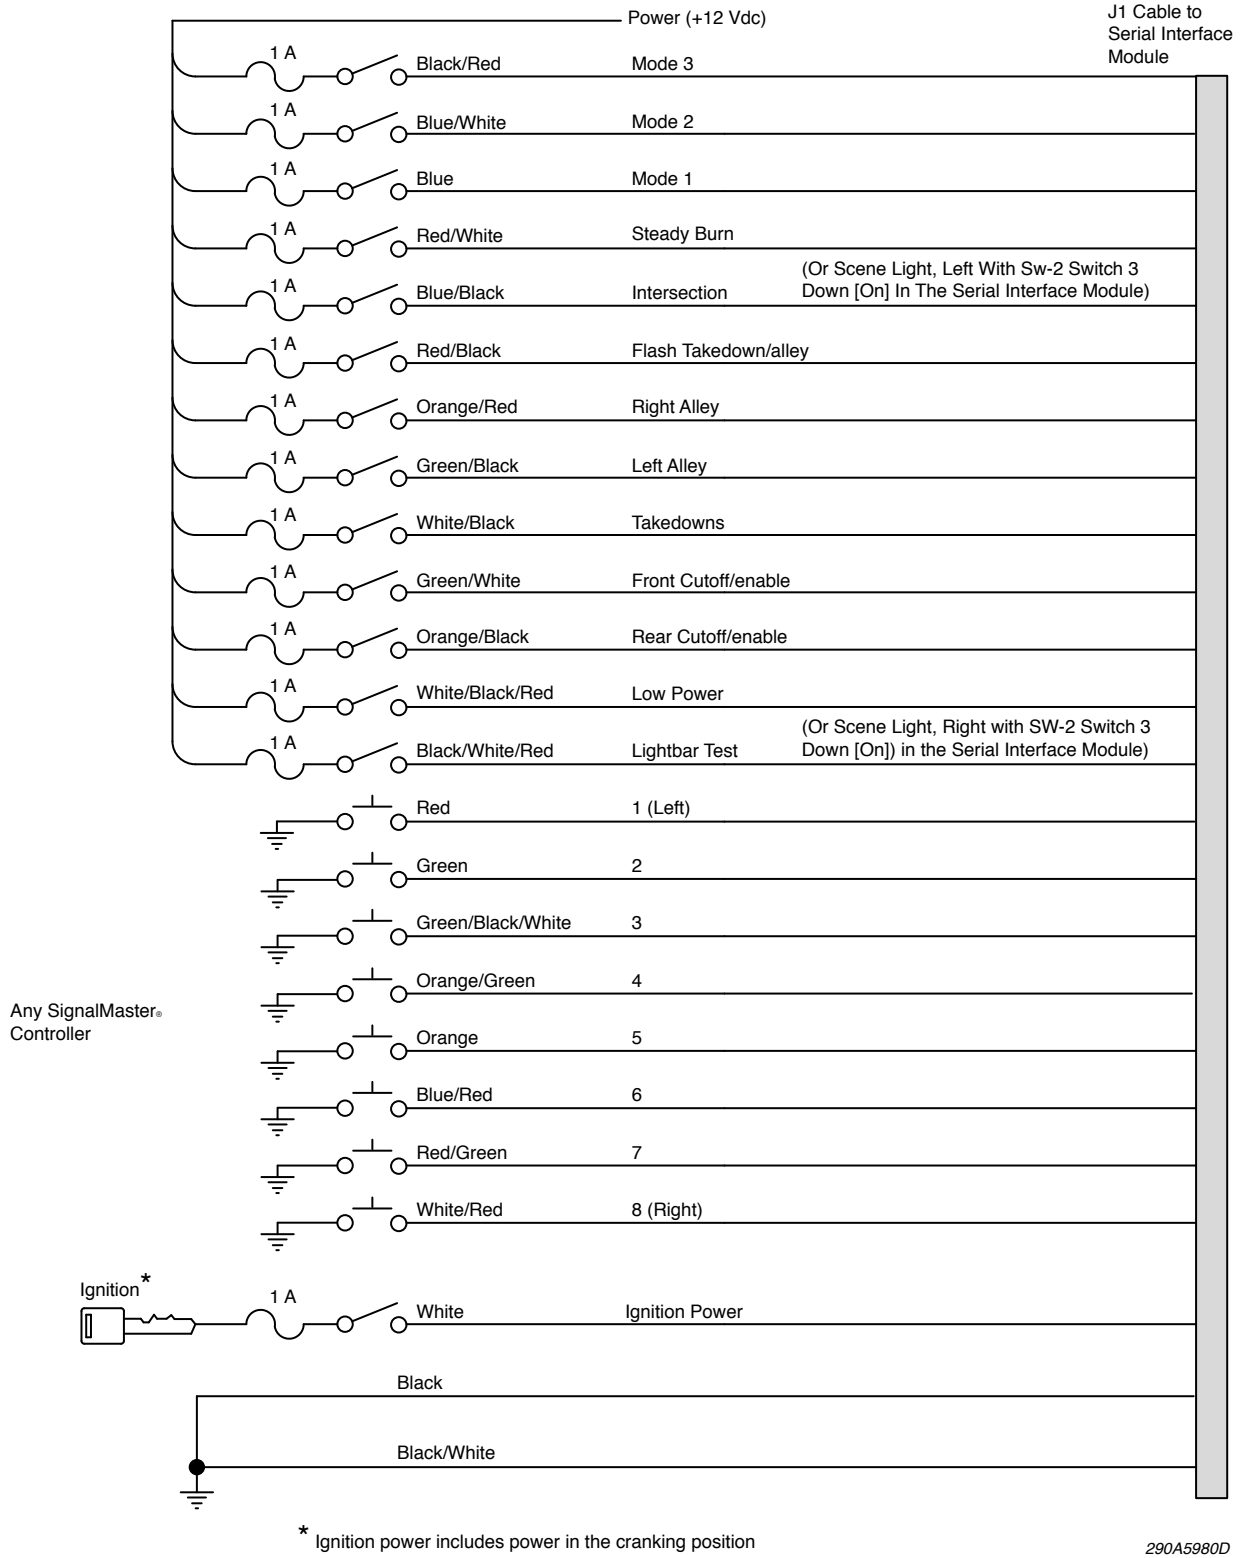 Power (+12 Vdc)
J1 Cable to
Serial Interface
Module
1 A
Black/Red
Mode 3
1 A
Blue/White
Mode 2
1 A
Blue
Mode 1
1 A
Red/White
Steady Burn
1 A
Blue/Black
Intersection
(Or Scene Light, Left With Sw-2 Switch 3
Down [On] In The Serial Interface Module)
1 A
Red/Black
Flash Takedown/alley
1 A
Orange/Red
Right Alley
1 A
Green/Black
Left Alley
1 A
White/Black
Takedowns
1 A
Green/White
Front Cutoff/enable
1 A
Orange/Black
Rear Cutoff/enable
1 A
White/Black/Red
Low Power
1 A
Black/White/Red
Lightbar Test
(Or Scene Light, Right with SW-2 Switch 3
Down [On]) in the Serial Interface Module)
Red
1 (Left)
Green
2
Green/Black/White
3
Orange/Green
4
Any SignalMaster®
Controller
Orange
5
Blue/Red
6
Red/Green
7
White/Red
8 (Right)
Ignition*
1 A
White
Ignition Power
Black
Black/White
* Ignition power includes power in the cranking position
290A5980D